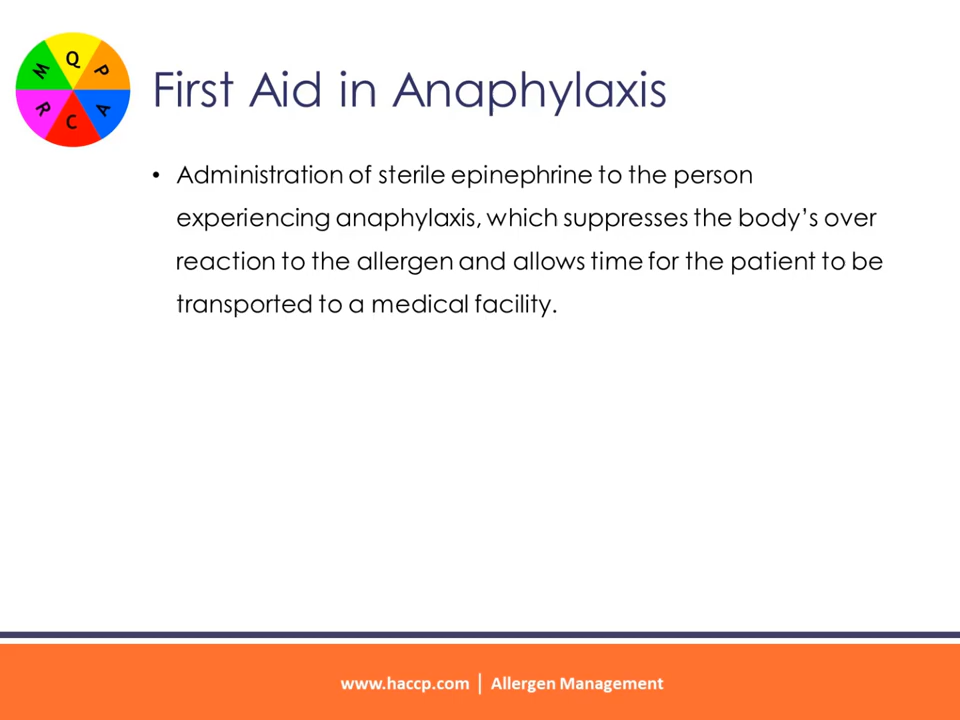 Q
M
P
R
A
C
First Aid in Anaphylaxis
• Administration of sterile epinephrine to the person
experiencing anaphylaxis, which suppresses the body’s over
reaction to the allergen and allows time for the patient to be
transported to a medical facility.
www.haccp.com | Allergen Management